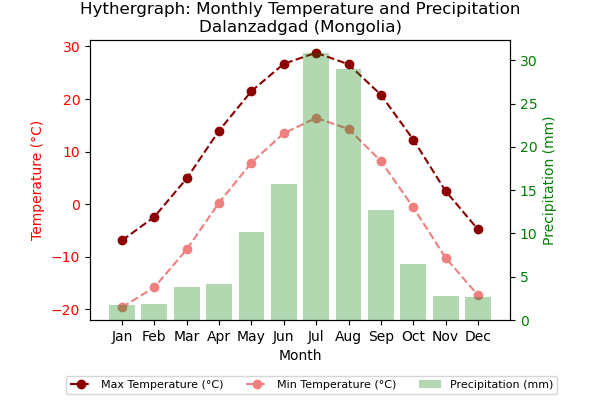 Hythergraph: Monthly Temperature and Precipitation
Dalanzadgad (Mongolia)
Temperature (°C)
30
20
10
0
−10
−20
30
25
20
15
10
5
0
Precipitation (mm)
Jan Feb Mar Apr May Jun Jul Aug Sep Oct Nov Dec
Month
Max Temperature (°C) Min Temperature (°C) Precipitation (mm)